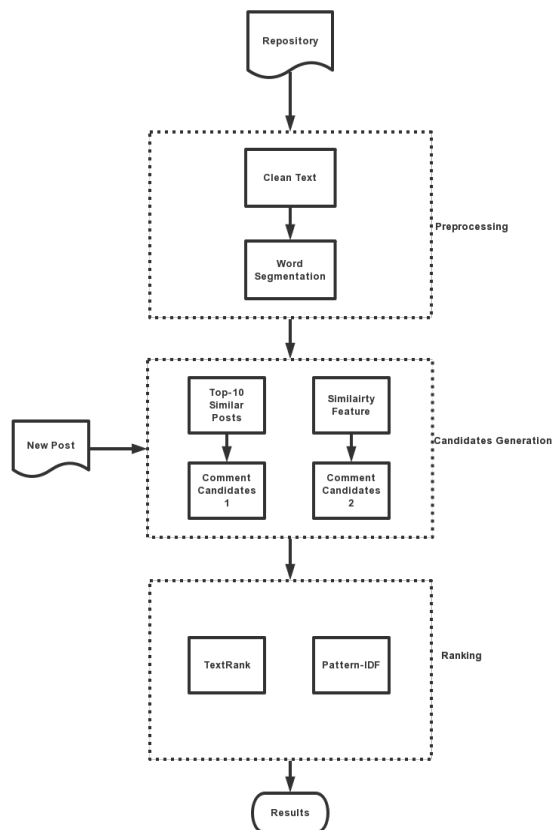 Repository
Clean Text
Preprocessing
Word
Segmentation
Top-10
Similar
Posts
Similairty
Feature
New Post
Candidates Generation
Comment
Candidates
1
Comment
Candidates
2
Ranking
TextRank
Pattern-IDF
Results